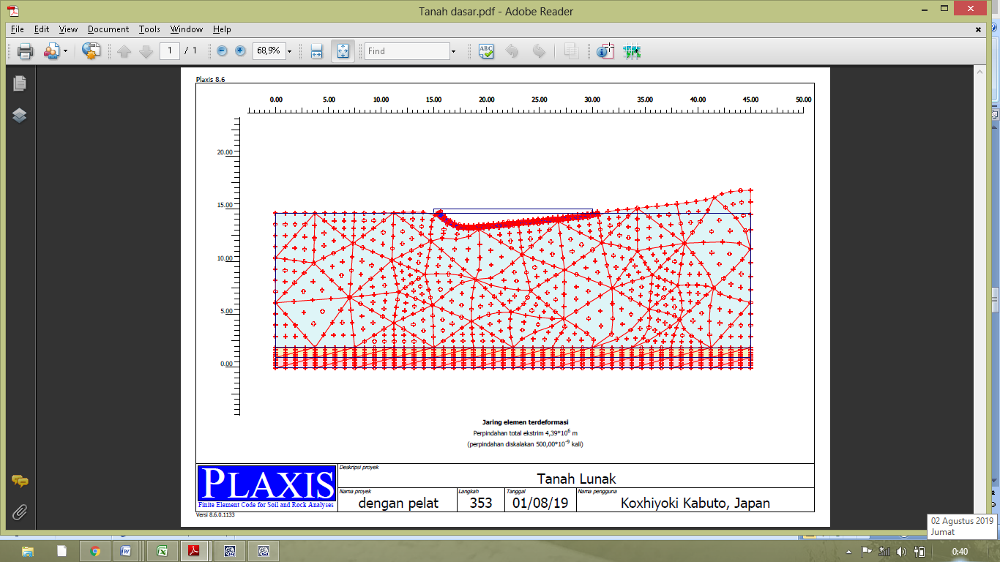 Tanah dasar.pdf - Adobe Reader
File Edit View Document Tools Window Help
1 / 1 68,9% Find
Plaxis 8.6
0.00 5.00 10.00 15.00 20.00 25.00 30.00 35.00 40.00 45.00 50.00
20.00
15.00
10.00
5.00
0.00
Jaring elemen terdeformasi
Perpindahan total ekstrim 4,39*10⁶ m
(perpindahan diskalakan 500,00*10⁻⁹ kali)
PLAXIS
Finite Element Code for Soil and Rock Analyses
Versi 8.6.0.1133
Deskripsi proyek
Tanah Lunak
Nama proyek Langkah Tanggal Nama pengguna
dengan pelat 353 01/08/19 Koxhiyoki Kabuto, Japan
02 Agustus 2019
Jumat
0:40